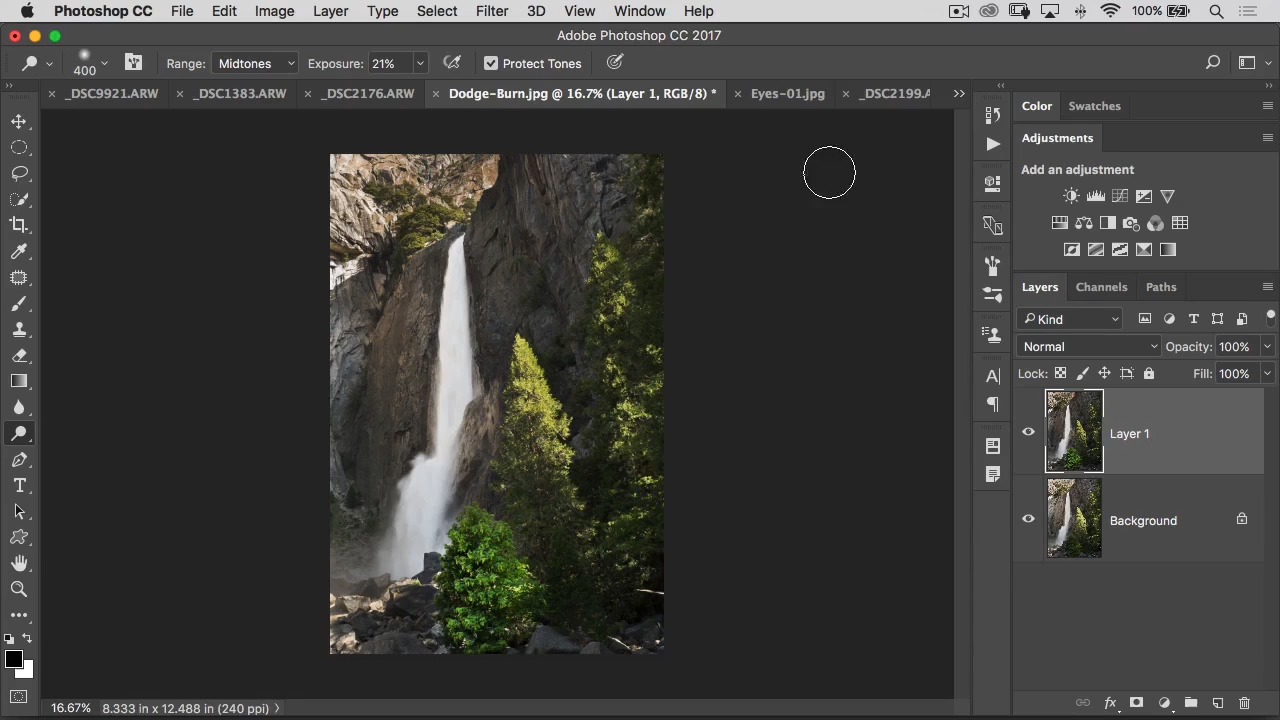 Photoshop CC File Edit Image Layer Type Select Filter 3D View Window Help 100%
Adobe Photoshop CC 2017
400 Range: Midtones Exposure: 21% Protect Tones
_DSC9921.ARW _DSC1383.ARW _DSC2176.ARW Dodge-Burn.jpg @ 16.7% (Layer 1, RGB/8) * Eyes-01.jpg _DSC2199.A
Color Swatches
Adjustments
Add an adjustment
Layers Channels Paths
Kind
Normal Opacity: 100%
Lock: Fill: 100%
Layer 1
Background
16.67% 8.333 in x 12.488 in (240 ppi)